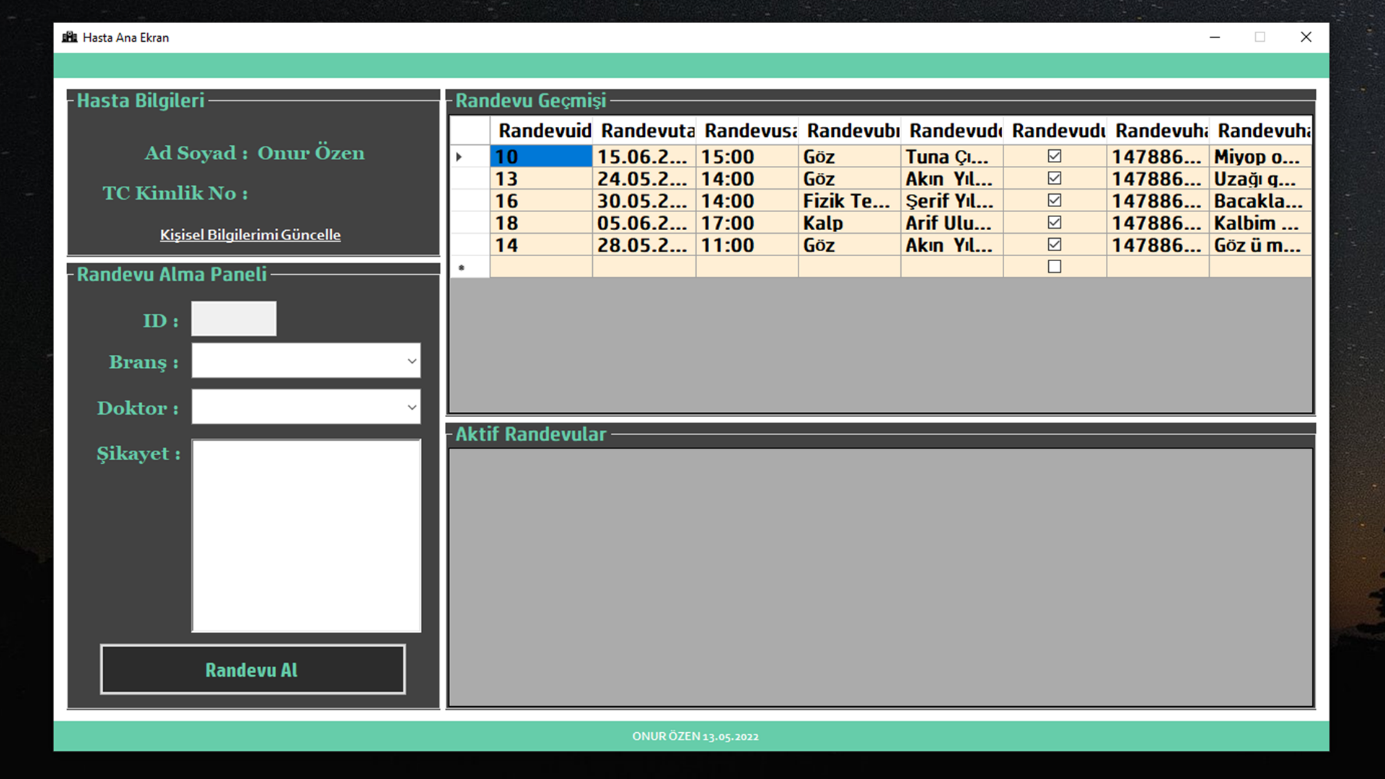 Hasta Ana Ekran
Hasta Bilgileri
Ad Soyad : Onur Özen
TC Kimlik No :
Kişisel Bilgilerimi Güncelle
Randevu Alma Paneli
ID :
Branş :
Doktor :
Şikayet :
Randevu Al
Randevu Geçmişi
Randevuid Randevuta Randevusa Randevubr Randevudo Randevudu Randevuha Randevuha
10 15.06.2... 15:00 Göz Tuna Çı... 147886... Miyop o...
13 24.05.2... 14:00 Göz Akın Yıl... 147886... Uzağı g...
16 30.05.2... 14:00 Fizik Te... Şerif Yıl... 147886... Bacakla...
18 05.06.2... 17:00 Kalp Arif Ulu... 147886... Kalbim ...
14 28.05.2... 11:00 Göz Akın Yıl... 147886... Göz ü m...
Aktif Randevular
ONUR ÖZEN 13.05.2022